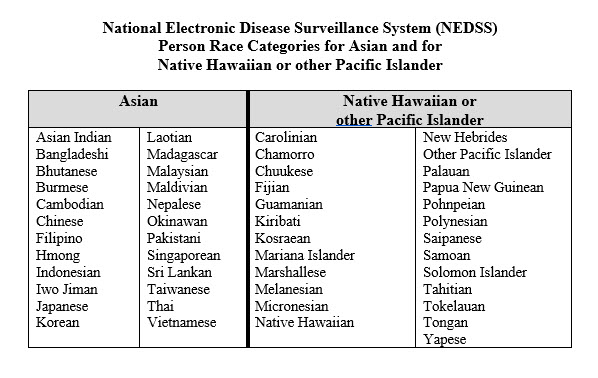 National Electronic Disease Surveillance System (NEDSS)
Person Race Categories for Asian and for
Native Hawaiian or other Pacific Islander
Asian
Native Hawaiian or
other Pacific Islander
Asian Indian
Bangladeshi
Bhutanese
Burmese
Cambodian
Chinese
Filipino
Hmong
Indonesian
Iwo Jiman
Japanese
Korean
Laotian
Madagascar
Malaysian
Maldivian
Nepalese
Okinawan
Pakistani
Singaporean
Sri Lankan
Taiwanese
Thai
Vietnamese
Carolinian
Chamorro
Chuukese
Fijian
Guamanian
Kiribati
Kosraean
Mariana Islander
Marshallese
Melanesian
Micronesian
Native Hawaiian
New Hebrides
Other Pacific Islander
Palauan
Papua New Guinean
Pohnpeian
Polynesian
Saipanese
Samoan
Solomon Islander
Tahitian
Tokelauan
Tongan
Yapese